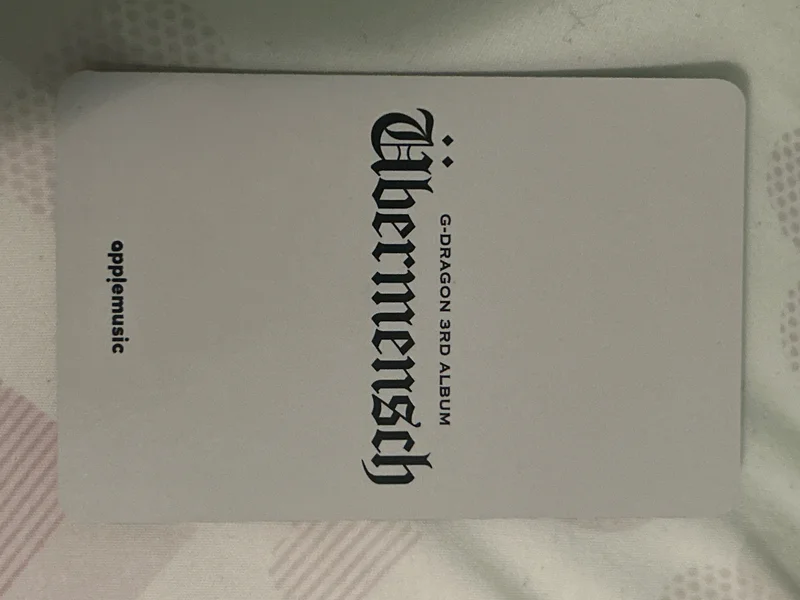 G-DRAGON 3RD ALBUM
Übermensch
applemusic